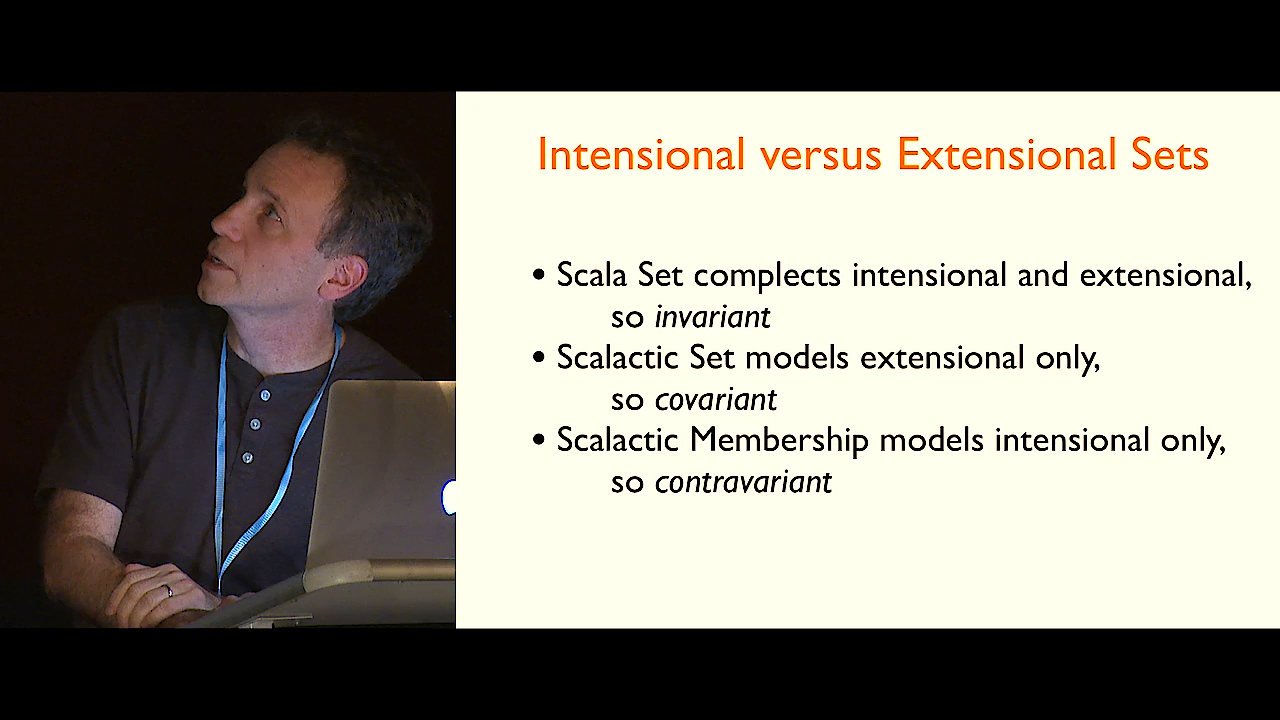 Intensional versus Extensional Sets
• Scala Set complects intensional and extensional,
so invariant
• Scalactic Set models extensional only,
so covariant
• Scalactic Membership models intensional only,
so contravariant